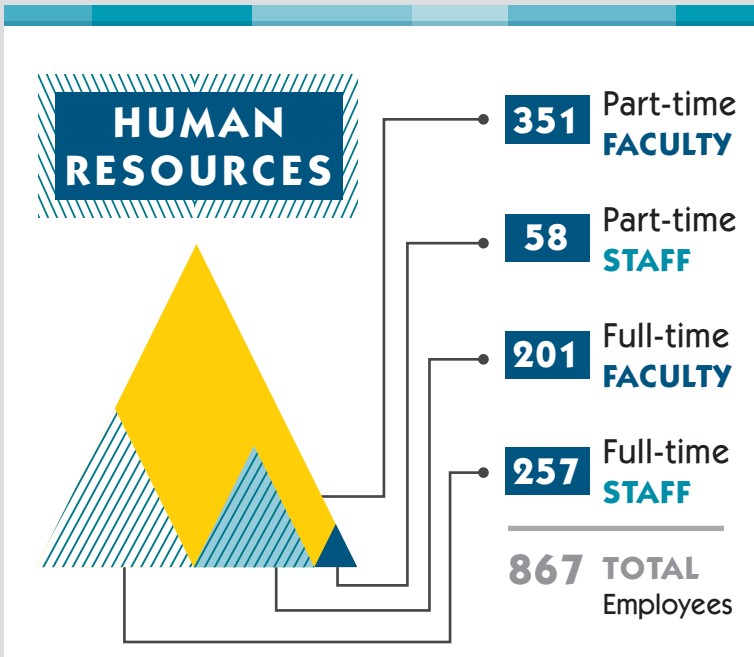 HUMAN
RESOURCES
351 Part-time
FACULTY
58 Part-time
STAFF
201 Full-time
FACULTY
257 Full-time
STAFF
867 TOTAL
Employees